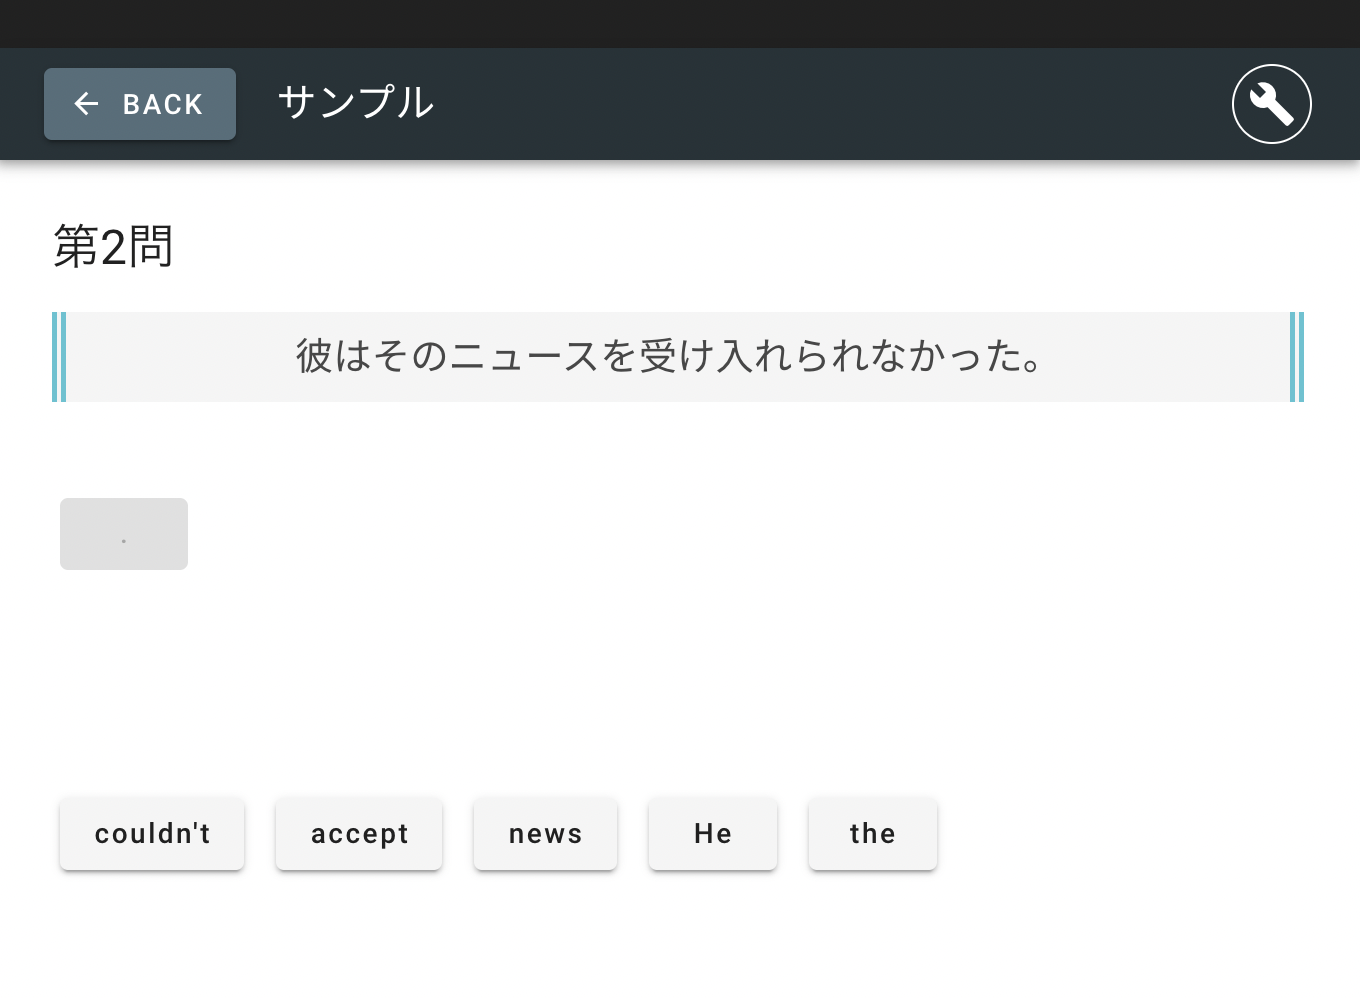 BACK サンプル
第2問
彼はそのニュースを受け入れられなかった。
.
couldn't accept news He the